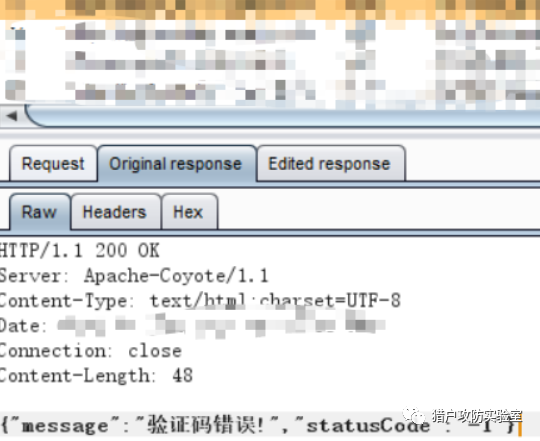 Request Original response Edited response
Raw Headers Hex
HTTP/1.1 200 OK
Server: Apache-Coyote/1.1
Content-Type: text/html;charset=UTF-8
Date:
Connection: close
Content-Length: 48
{"message":"验证码错误!","statusCode":"-1"}
猎户攻防实验室